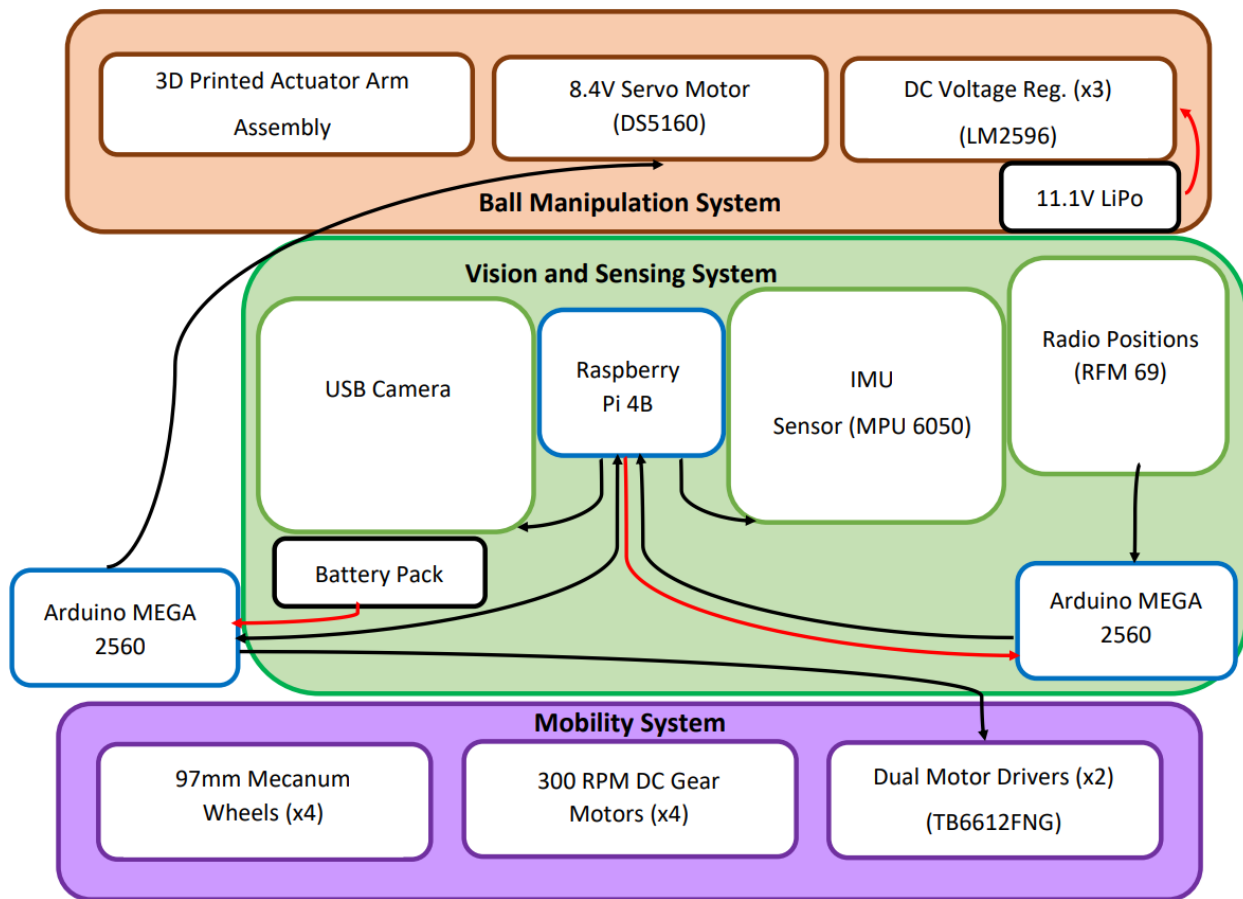 3D Printed Actuator Arm
Assembly
8.4V Servo Motor
(DS5160)
DC Voltage Reg. (x3)
(LM2596)
11.1V LiPo
Ball Manipulation System
Vision and Sensing System
USB Camera
Raspberry
Pi 4B
IMU
Sensor (MPU 6050)
Radio Positions
(RFM 69)
Battery Pack
Arduino MEGA
2560
Arduino MEGA
2560
Mobility System
97mm Mecanum
Wheels (x4)
300 RPM DC Gear
Motors (x4)
Dual Motor Drivers (x2)
(TB6612FNG)